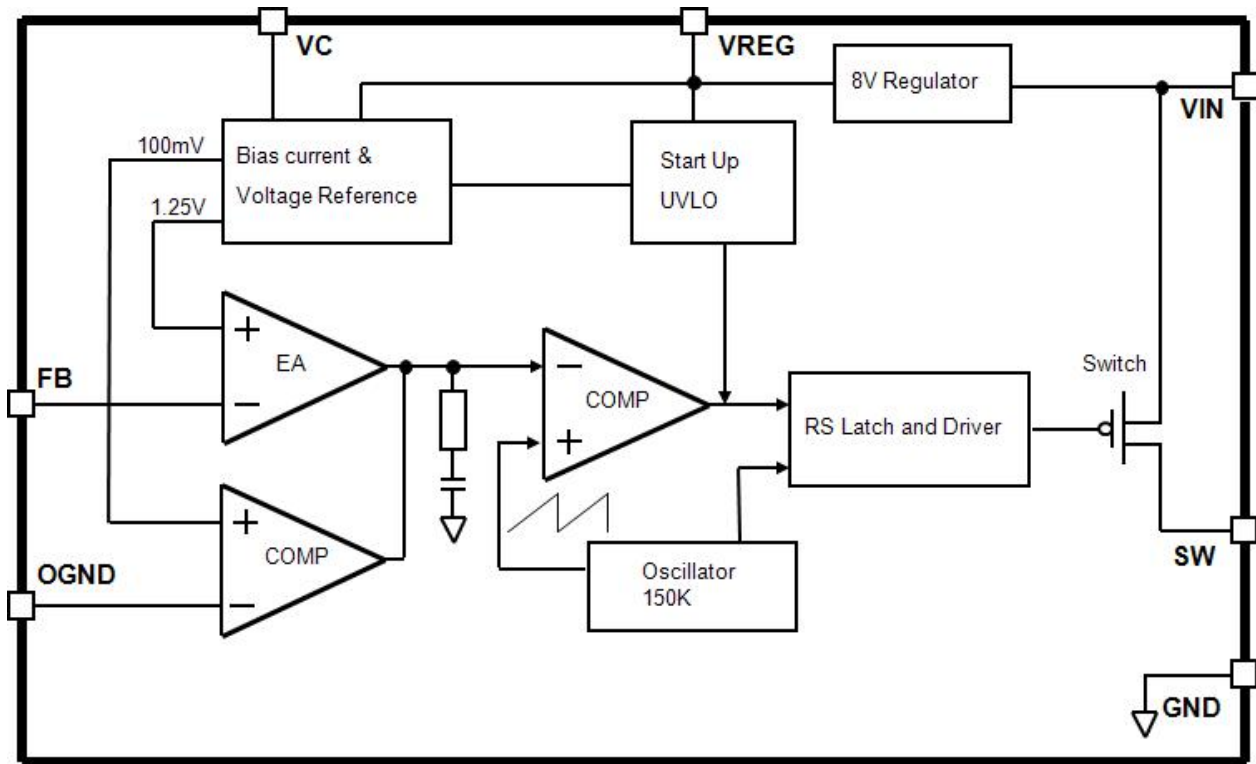 VC
VREG
8V Regulator
VIN
100mV
Bias current &
Voltage Reference
1.25V
Start Up
UVLO
+
EA
−
FB
−
COMP
+
RS Latch and Driver
Switch
+
COMP
−
OGND
Oscillator
150K
SW
GND